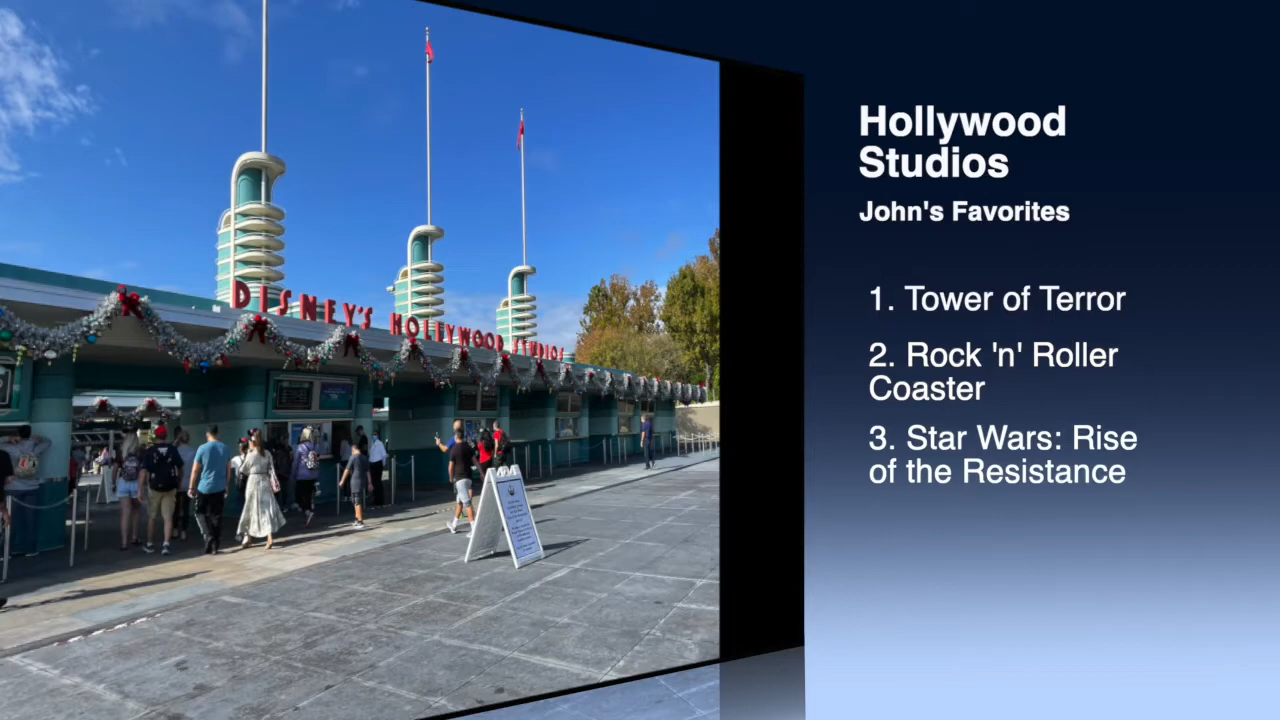 DISNEY'S HOLLYWOOD STUDIOS
Hollywood
Studios
John's Favorites
1. Tower of Terror
2. Rock 'n' Roller
Coaster
3. Star Wars: Rise
of the Resistance